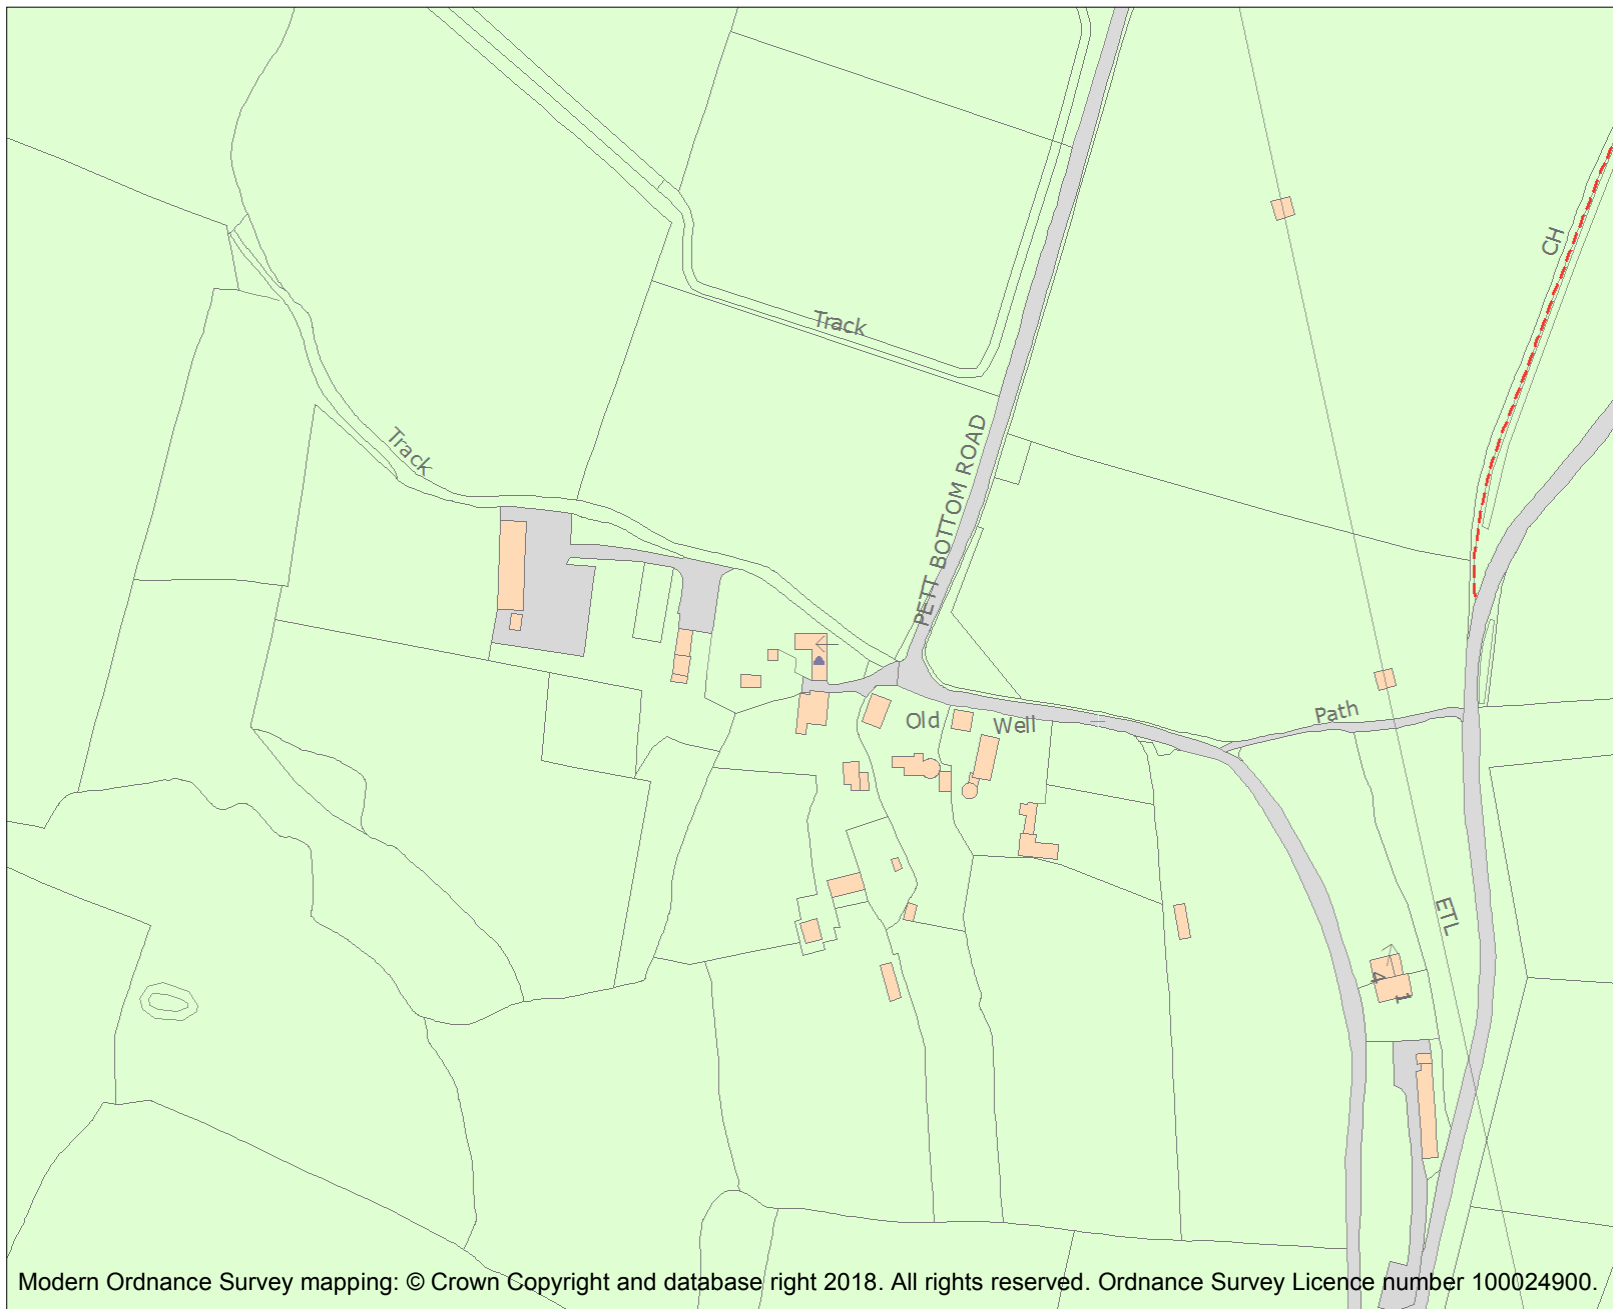 CH
Track
Track
PETT BOTTOM ROAD
Path
Old Well
ETL
4
1
Modern Ordnance Survey mapping: © Crown Copyright and database right 2018. All rights reserved. Ordnance Survey Licence number 100024900.